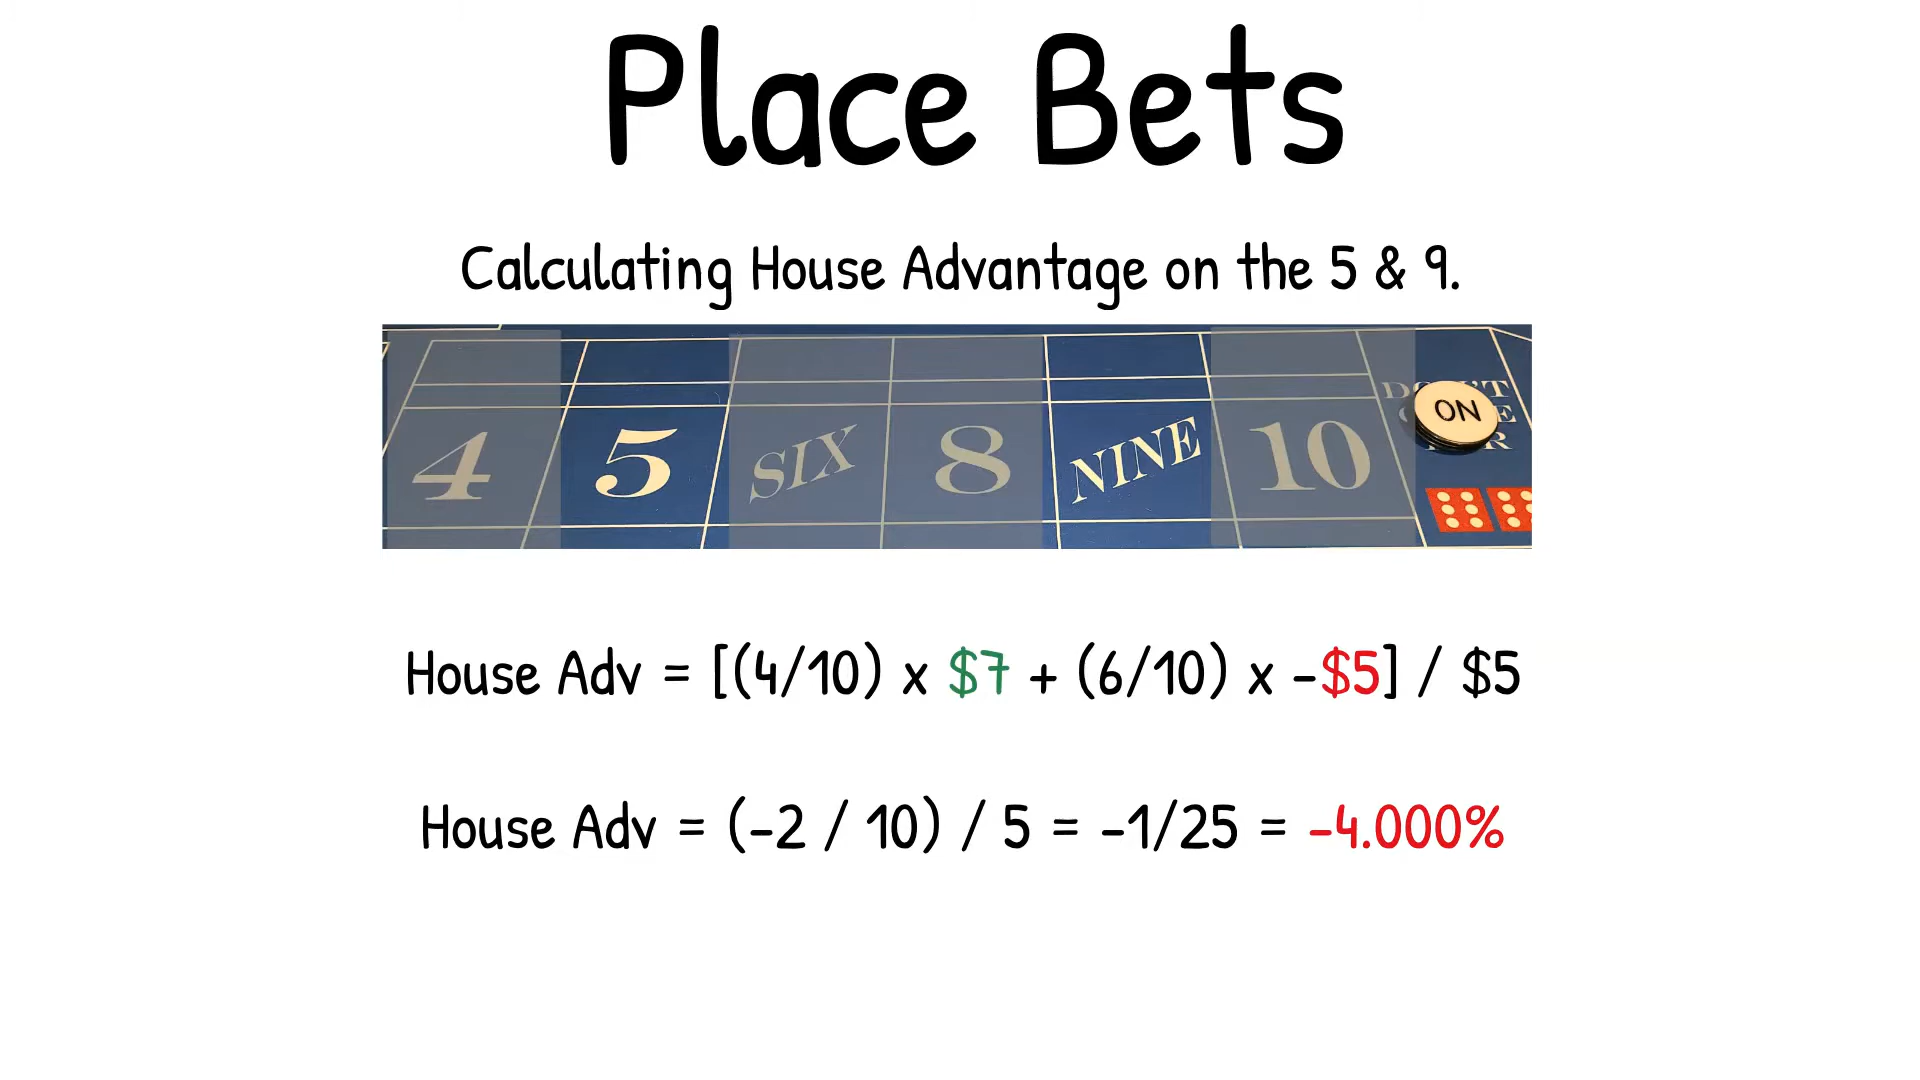 Place Bets
Calculating House Advantage on the 5 & 9.
4 5 SIX 8 NINE 10
ON
House Adv = [(4/10) x $7 + (6/10) x -$5] / $5
House Adv = (-2 / 10) / 5 = -1/25 = -4.000%